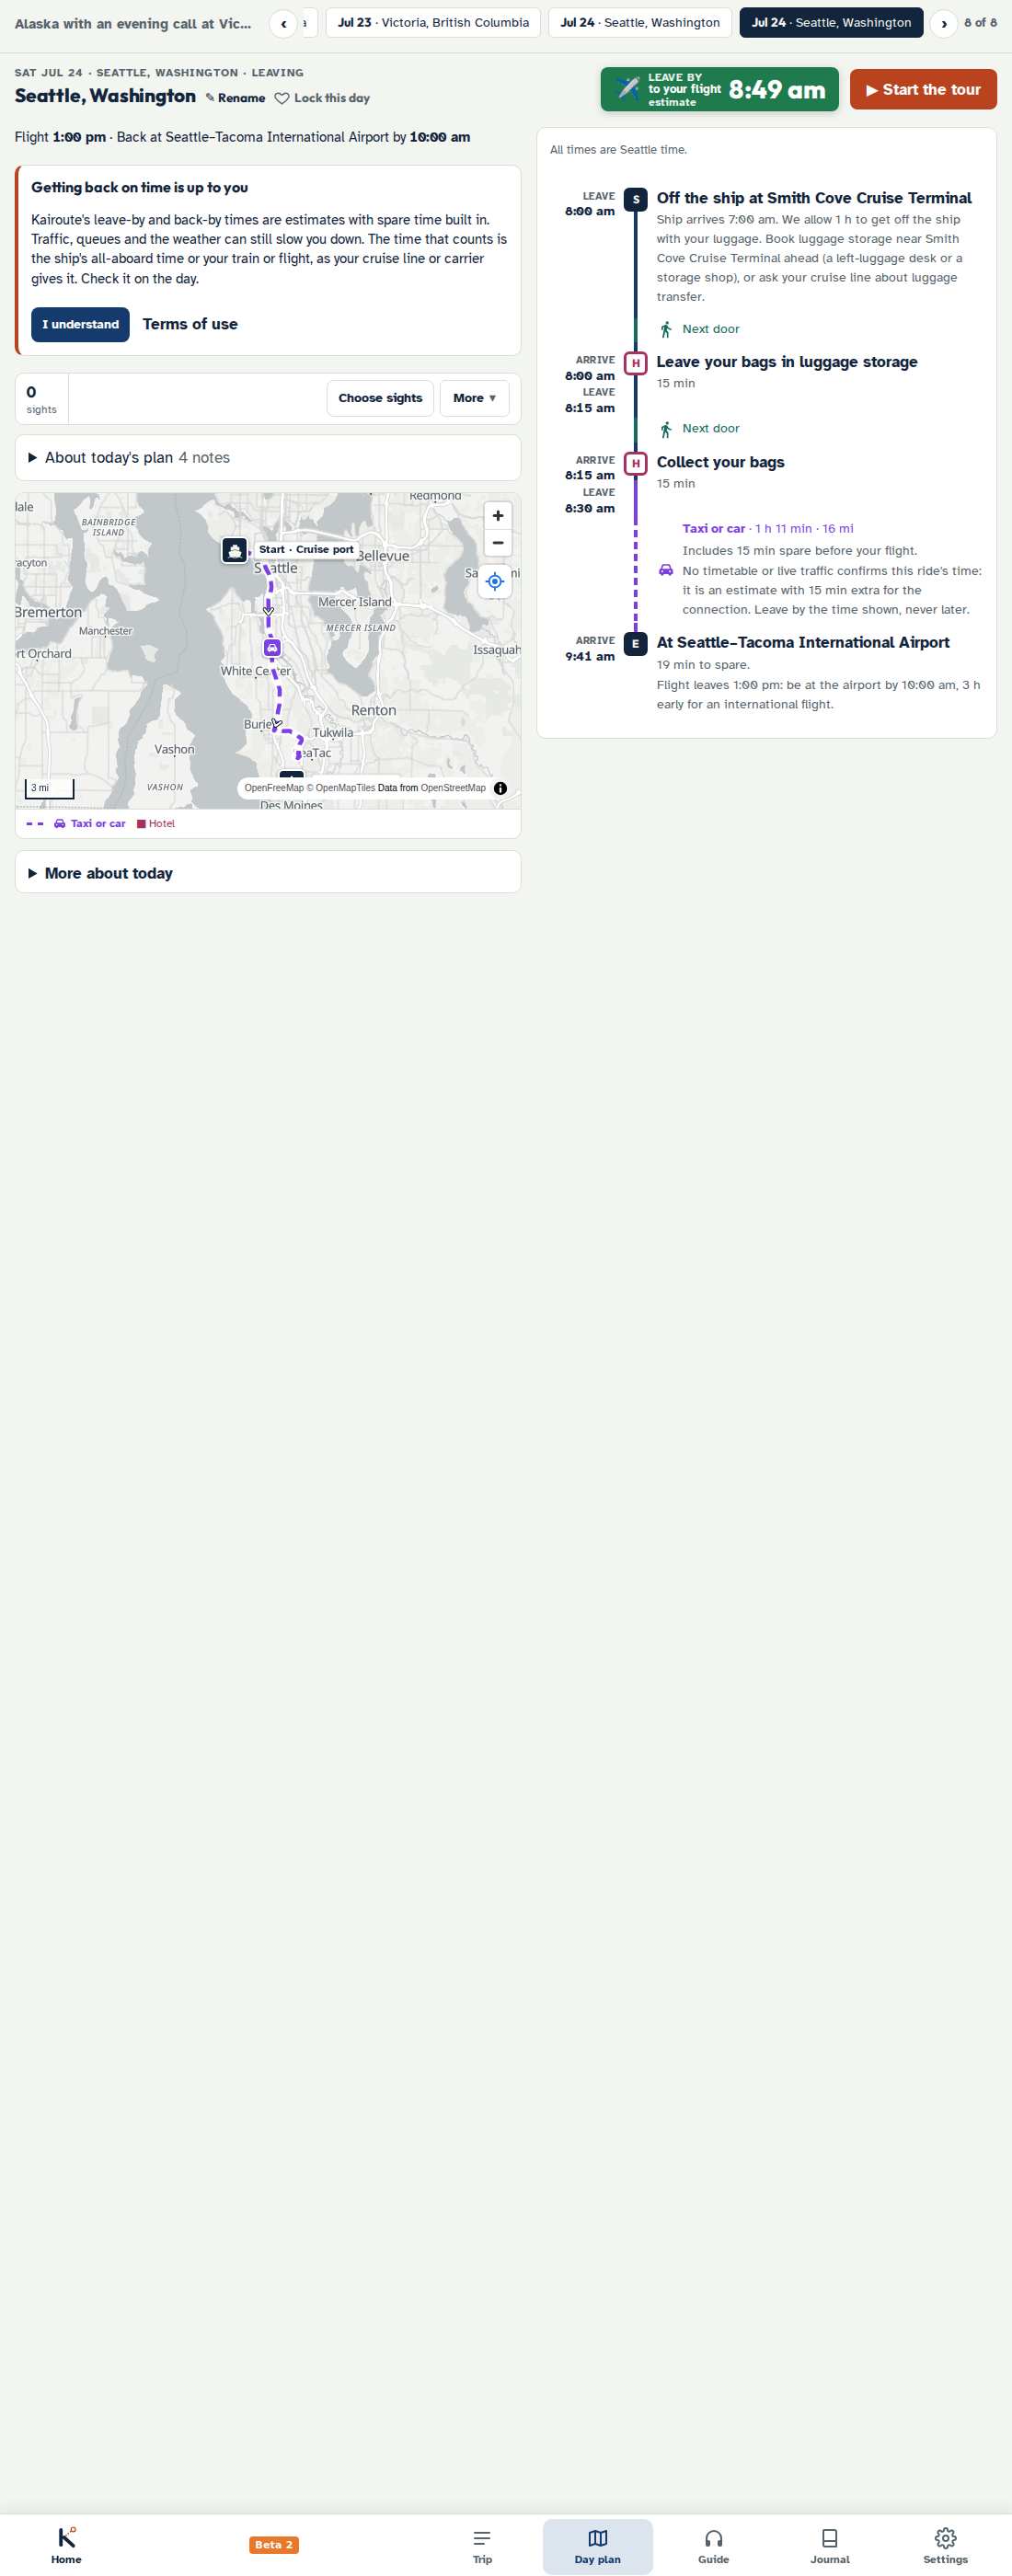 Alaska with an evening call at Vic...
‹
a
Jul 23 · Victoria, British Columbia
Jul 24 · Seattle, Washington
Jul 24 · Seattle, Washington
›
8 of 8
SAT JUL 24 · SEATTLE, WASHINGTON · LEAVING
Seattle, Washington
✎ Rename
Lock this day
LEAVE BY
to your flight
estimate
8:49 am
▶ Start the tour
Flight 1:00 pm · Back at Seattle–Tacoma International Airport by 10:00 am
Getting back on time is up to you
Kairoute's leave-by and back-by times are estimates with spare time built in.
Traffic, queues and the weather can still slow you down. The time that counts is
the ship's all-aboard time or your train or flight, as your cruise line or carrier
gives it. Check it on the day.
I understand
Terms of use
0
sights
Choose sights
More ▼
▶ About today's plan 4 notes
Redmond
BAINBRIDGE
ISLAND
Start · Cruise port
Bellevue
Seattle
Bremerton
Manchester
Mercer Island
MERCER ISLAND
rt Orchard
Issaquah
White Center
Renton
Burie
Tukwila
eaTac
Vashon
VASHON
3 mi
OpenFreeMap © OpenMapTiles Data from OpenStreetMap
Des Moines
Taxi or car
Hotel
▶ More about today
All times are Seattle time.
LEAVE
8:00 am
S
Off the ship at Smith Cove Cruise Terminal
Ship arrives 7:00 am. We allow 1 h to get off the ship
with your luggage. Book luggage storage near Smith
Cove Cruise Terminal ahead (a left-luggage desk or a
storage shop), or ask your cruise line about luggage
transfer.
Next door
ARRIVE
8:00 am
LEAVE
8:15 am
H
Leave your bags in luggage storage
15 min
Next door
ARRIVE
8:15 am
LEAVE
8:30 am
H
Collect your bags
15 min
Taxi or car · 1 h 11 min · 16 mi
Includes 15 min spare before your flight.
No timetable or live traffic confirms this ride's time:
it is an estimate with 15 min extra for the
connection. Leave by the time shown, never later.
ARRIVE
9:41 am
E
At Seattle–Tacoma International Airport
19 min to spare.
Flight leaves 1:00 pm: be at the airport by 10:00 am, 3 h
early for an international flight.
Home
Beta 2
Trip
Day plan
Guide
Journal
Settings